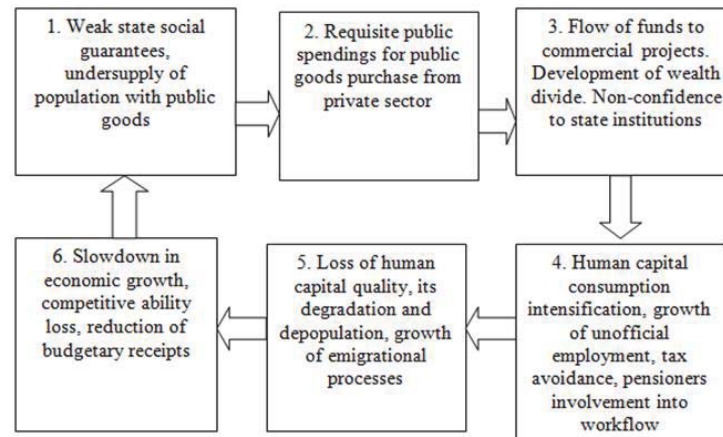 1. Weak state social
guarantees,
undersupply of
population with public
goods
2. Requisite public
spendings for public
goods purchase from
private sector
3. Flow of funds to
commercial projects.
Development of wealth
divide. Non-confidence
to state institutions
4. Human capital
consumption
intensification, growth
of unofficial
employment, tax
avoidance, pensioners
involvement into
workflow
5. Loss of human
capital quality, its
degradation and
depopulation, growth
of emigrational
processes
6. Slowdown in
economic growth,
competitive ability
loss, reduction of
budgetary receipts